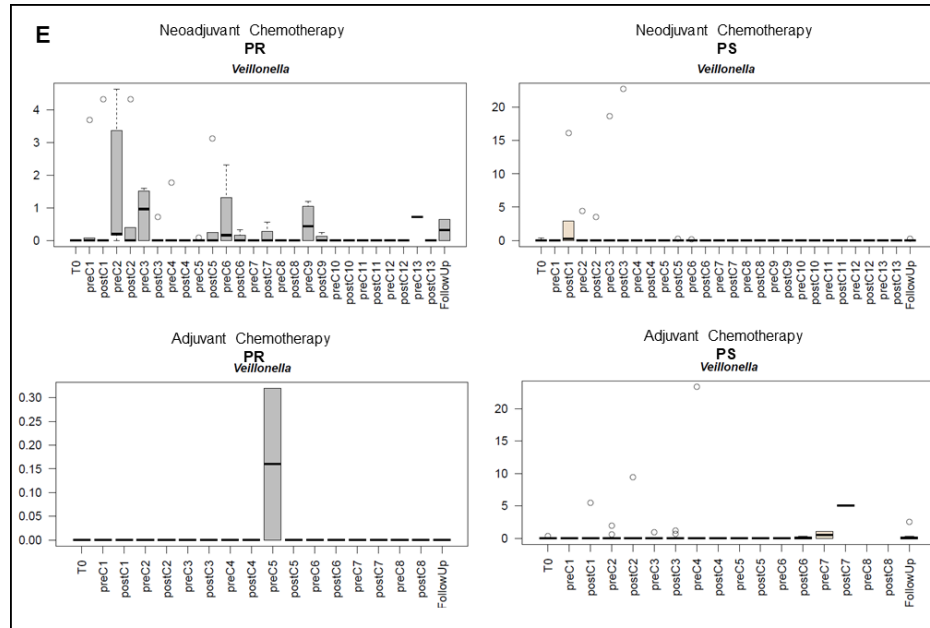 E
Neoadjuvant Chemotherapy
PR
Veillonella
4
3
2
1
0
T0
preC1
postC1
preC2
postC2
preC3
postC3
preC4
postC4
preC5
postC5
preC6
postC6
preC7
postC7
preC8
postC8
preC9
postC9
preC10
postC10
preC11
postC11
preC12
postC12
preC13
postC13
FollowUp
Neodjuvant Chemotherapy
PS
Veillonella
20
15
10
5
0
T0
preC1
postC1
preC2
postC2
preC3
postC3
preC4
postC4
preC5
postC5
preC6
postC6
preC7
postC7
preC8
postC8
preC9
postC9
preC10
postC10
preC11
postC11
preC12
postC12
preC13
postC13
FollowUp
Adjuvant Chemotherapy
PR
Veillonella
0.30
0.25
0.20
0.15
0.10
0.05
0.00
T0
preC1
postC1
preC2
postC2
preC3
postC3
preC4
postC4
preC5
postC5
preC6
postC6
preC7
postC7
preC8
postC8
FollowUp
Adjuvant Chemotherapy
PS
Veillonella
20
15
10
5
0
T0
preC1
postC1
preC2
postC2
preC3
postC3
preC4
postC4
preC5
postC5
preC6
postC6
preC7
postC7
preC8
postC8
FollowUp